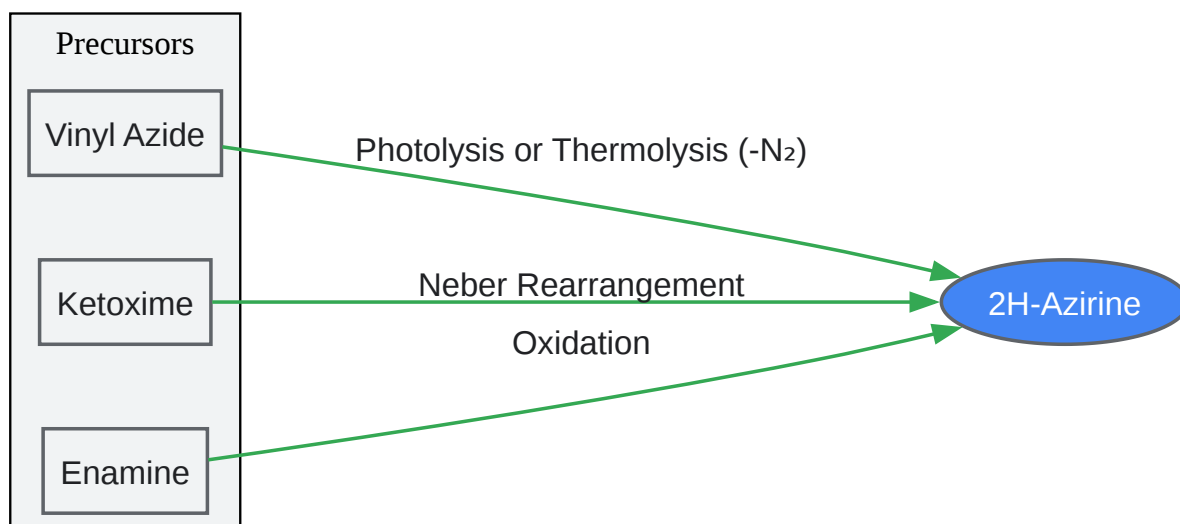 Precursors
Vinyl Azide
Photolysis or Thermolysis (-N₂)
Ketoxime
Neber Rearrangement
2H-Azirine
Oxidation
Enamine